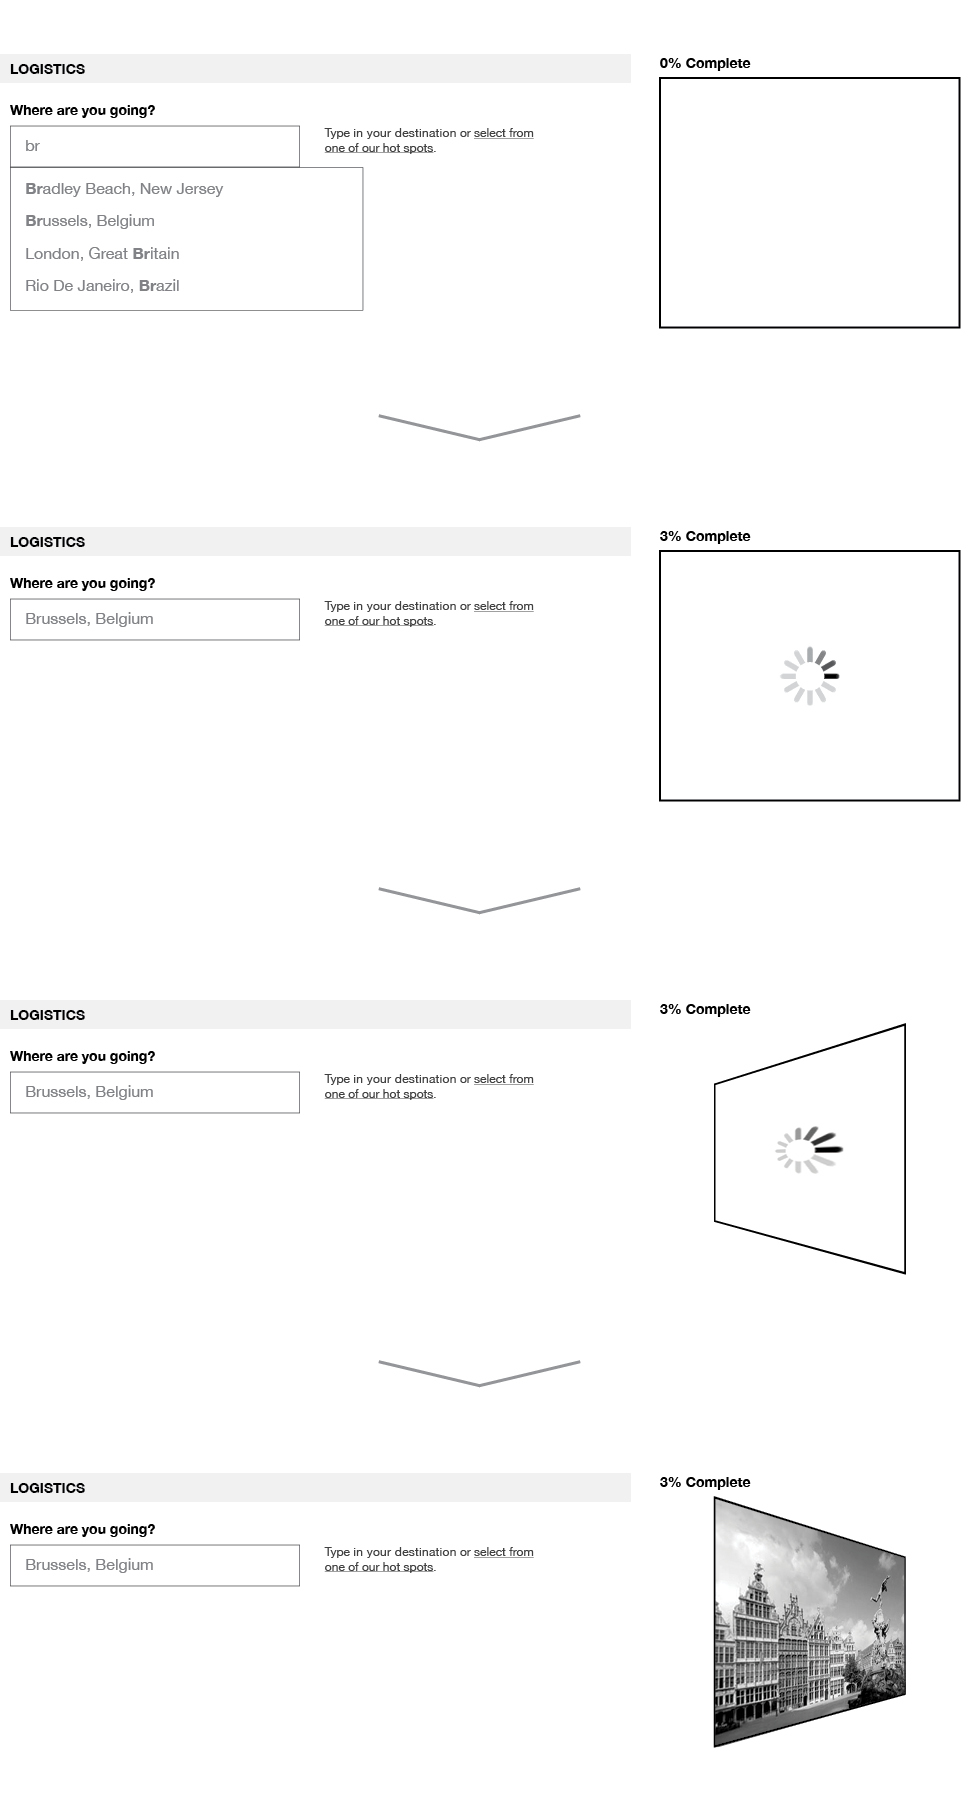 0% Complete
LOGISTICS
Where are you going?
br
Type in your destination or select from
one of our hot spots.
Bradley Beach, New Jersey
Brussels, Belgium
London, Great Britain
Rio De Janeiro, Brazil
3% Complete
LOGISTICS
Where are you going?
Brussels, Belgium
Type in your destination or select from
one of our hot spots.
3% Complete
LOGISTICS
Where are you going?
Brussels, Belgium
Type in your destination or select from
one of our hot spots.
3% Complete
LOGISTICS
Where are you going?
Brussels, Belgium
Type in your destination or select from
one of our hot spots.